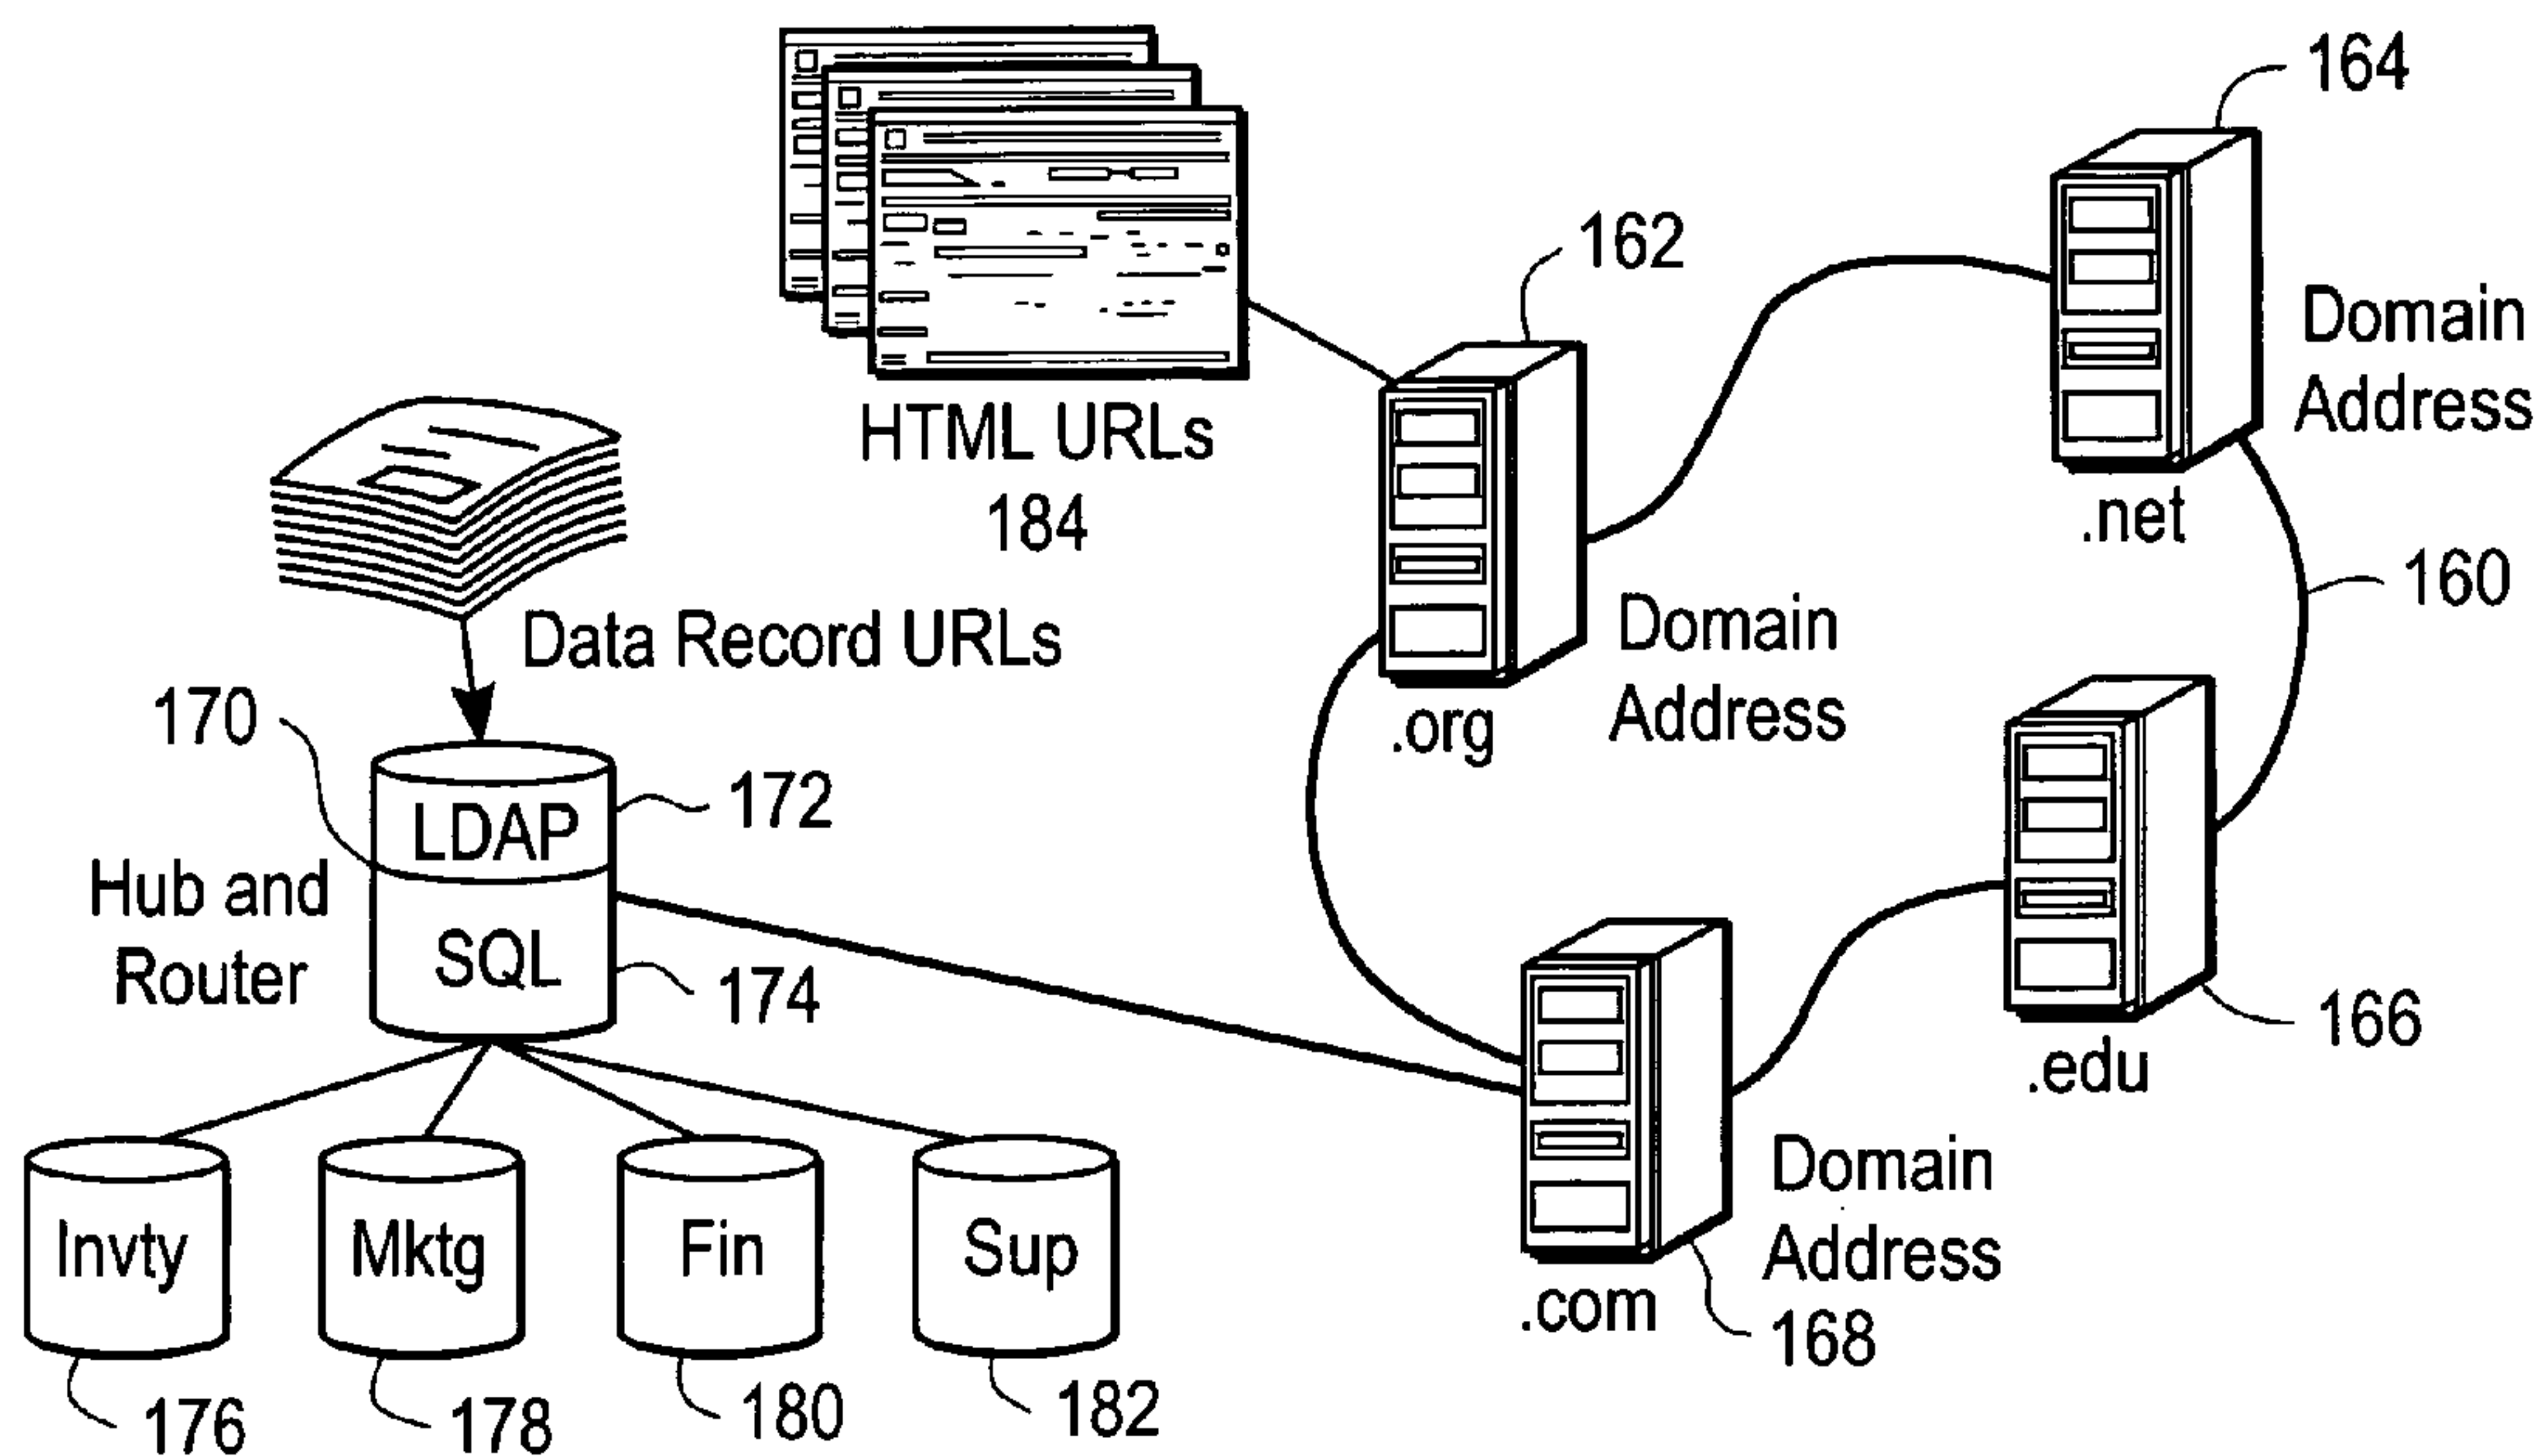 164
162
Domain
Address
HTML URLs
184
.net
160
Data Record URLs
Domain
Address
170
.org
172
LDAP
Hub and
Router
SQL
174
166
.edu
Domain
Address
Invty
Mktg
Fin
Sup
.com
168
176
178
180
182